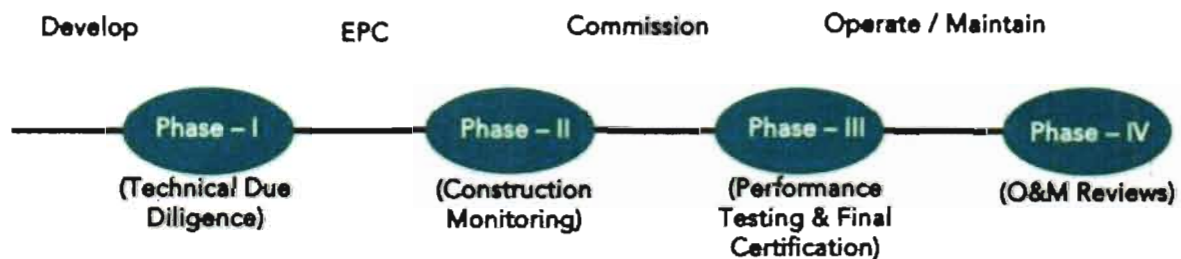 Develop
EPC
Commission
Operate / Maintain
Phase – I
Phase – II
Phase – III
Phase – IV
(Technical Due
Diligence)
(Construction
Monitoring)
(Performance
Testing & Final
Certification)
(O&M Reviews)